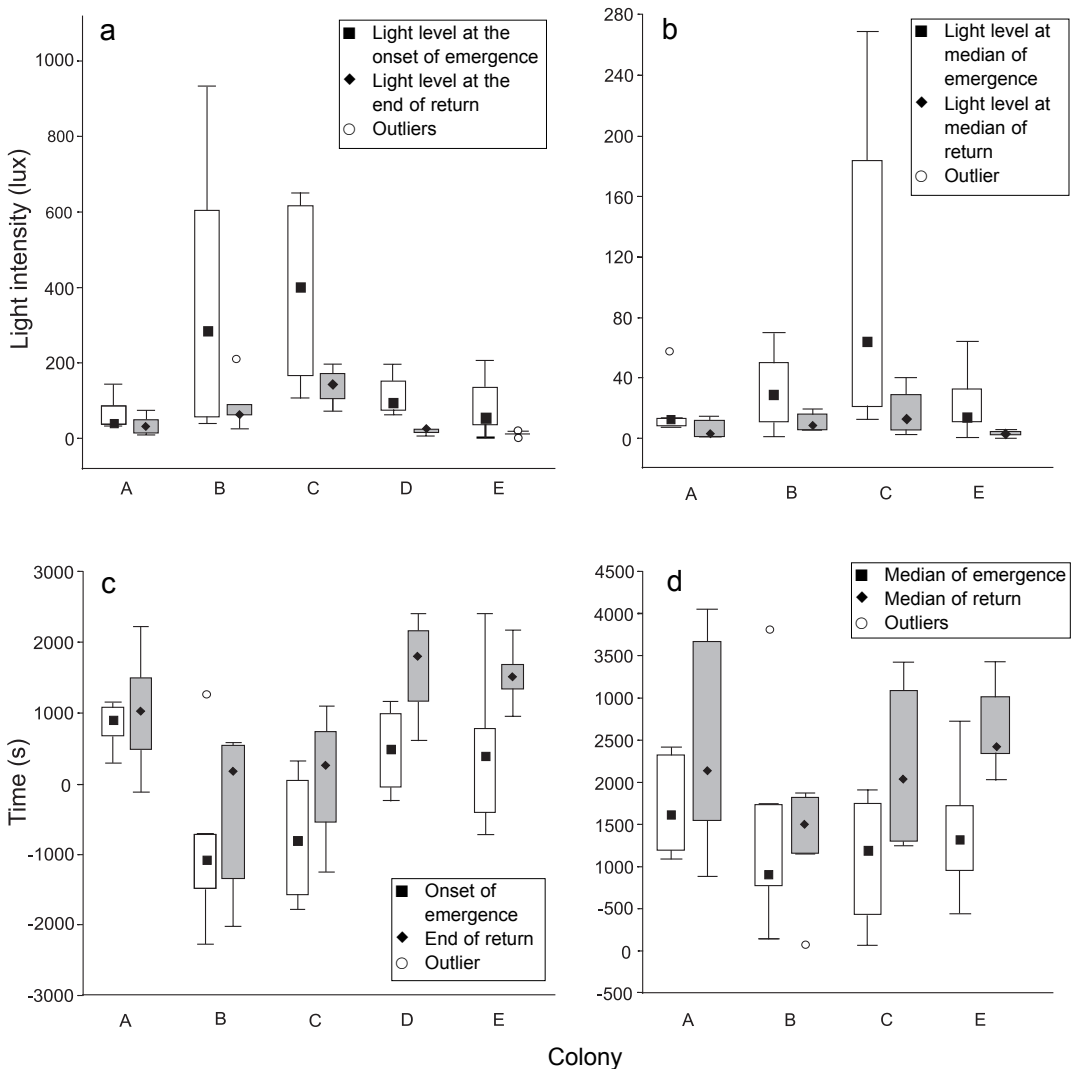 a
Light level at the
onset of emergence
Light level at the
end of return
Outliers
1000
800
600
400
200
0
Light intensity (lux)
A B C D E
b
Light level at
median of
emergence
Light level at
median of
return
Outlier
280
240
260
160
120
80
40
0
A B C E
c
3000
2000
1000
0
-1000
-2000
-3000
Time (s)
Onset of
emergence
End of return
Outlier
A B C D E
d
Median of emergence
Median of return
Outliers
4500
4000
3500
1000
2500
2000
1500
1000
-500
0
-500
A B C E
Colony